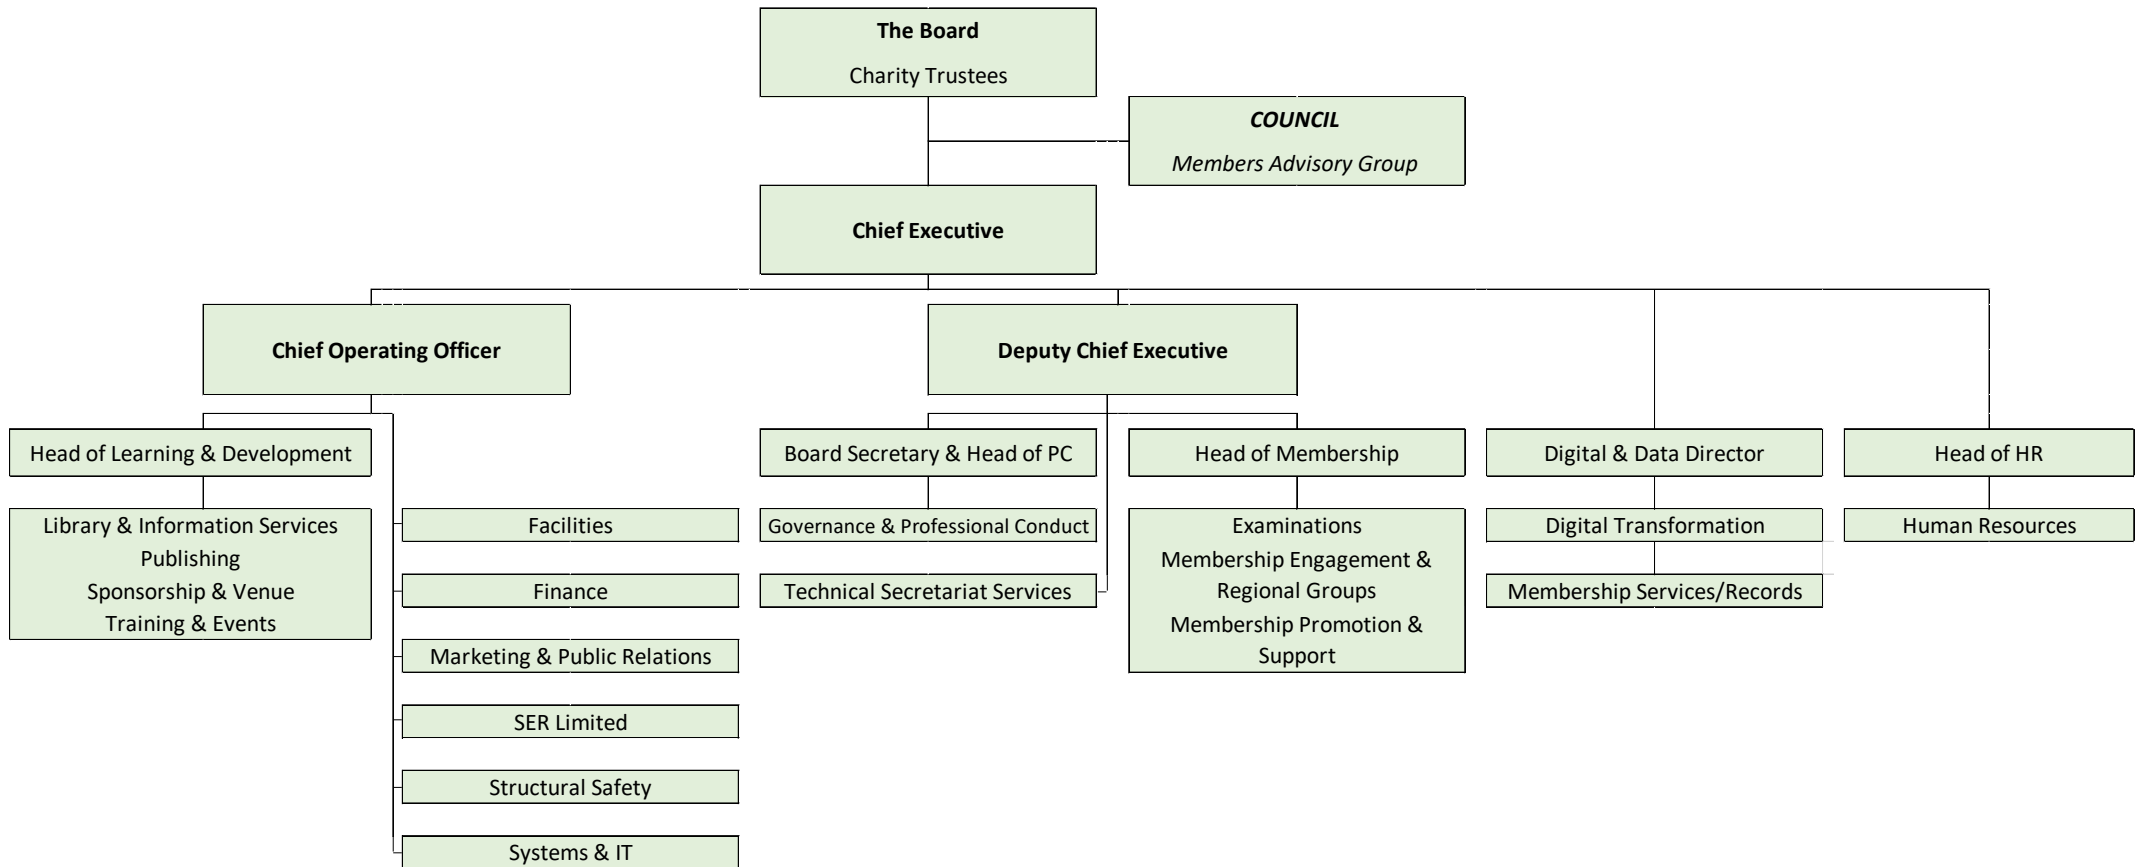 The Board
Charity Trustees
COUNCIL
Members Advisory Group
Chief Executive
Chief Operating Officer
Deputy Chief Executive
Head of Learning & Development
Board Secretary & Head of PC
Head of Membership
Digital & Data Director
Head of HR
Library & Information Services
Publishing
Sponsorship & Venue
Training & Events
Facilities
Finance
Marketing & Public Relations
SER Limited
Structural Safety
Systems & IT
Governance & Professional Conduct
Technical Secretariat Services
Examinations
Membership Engagement &
Regional Groups
Membership Promotion &
Support
Digital Transformation
Membership Services/Records
Human Resources